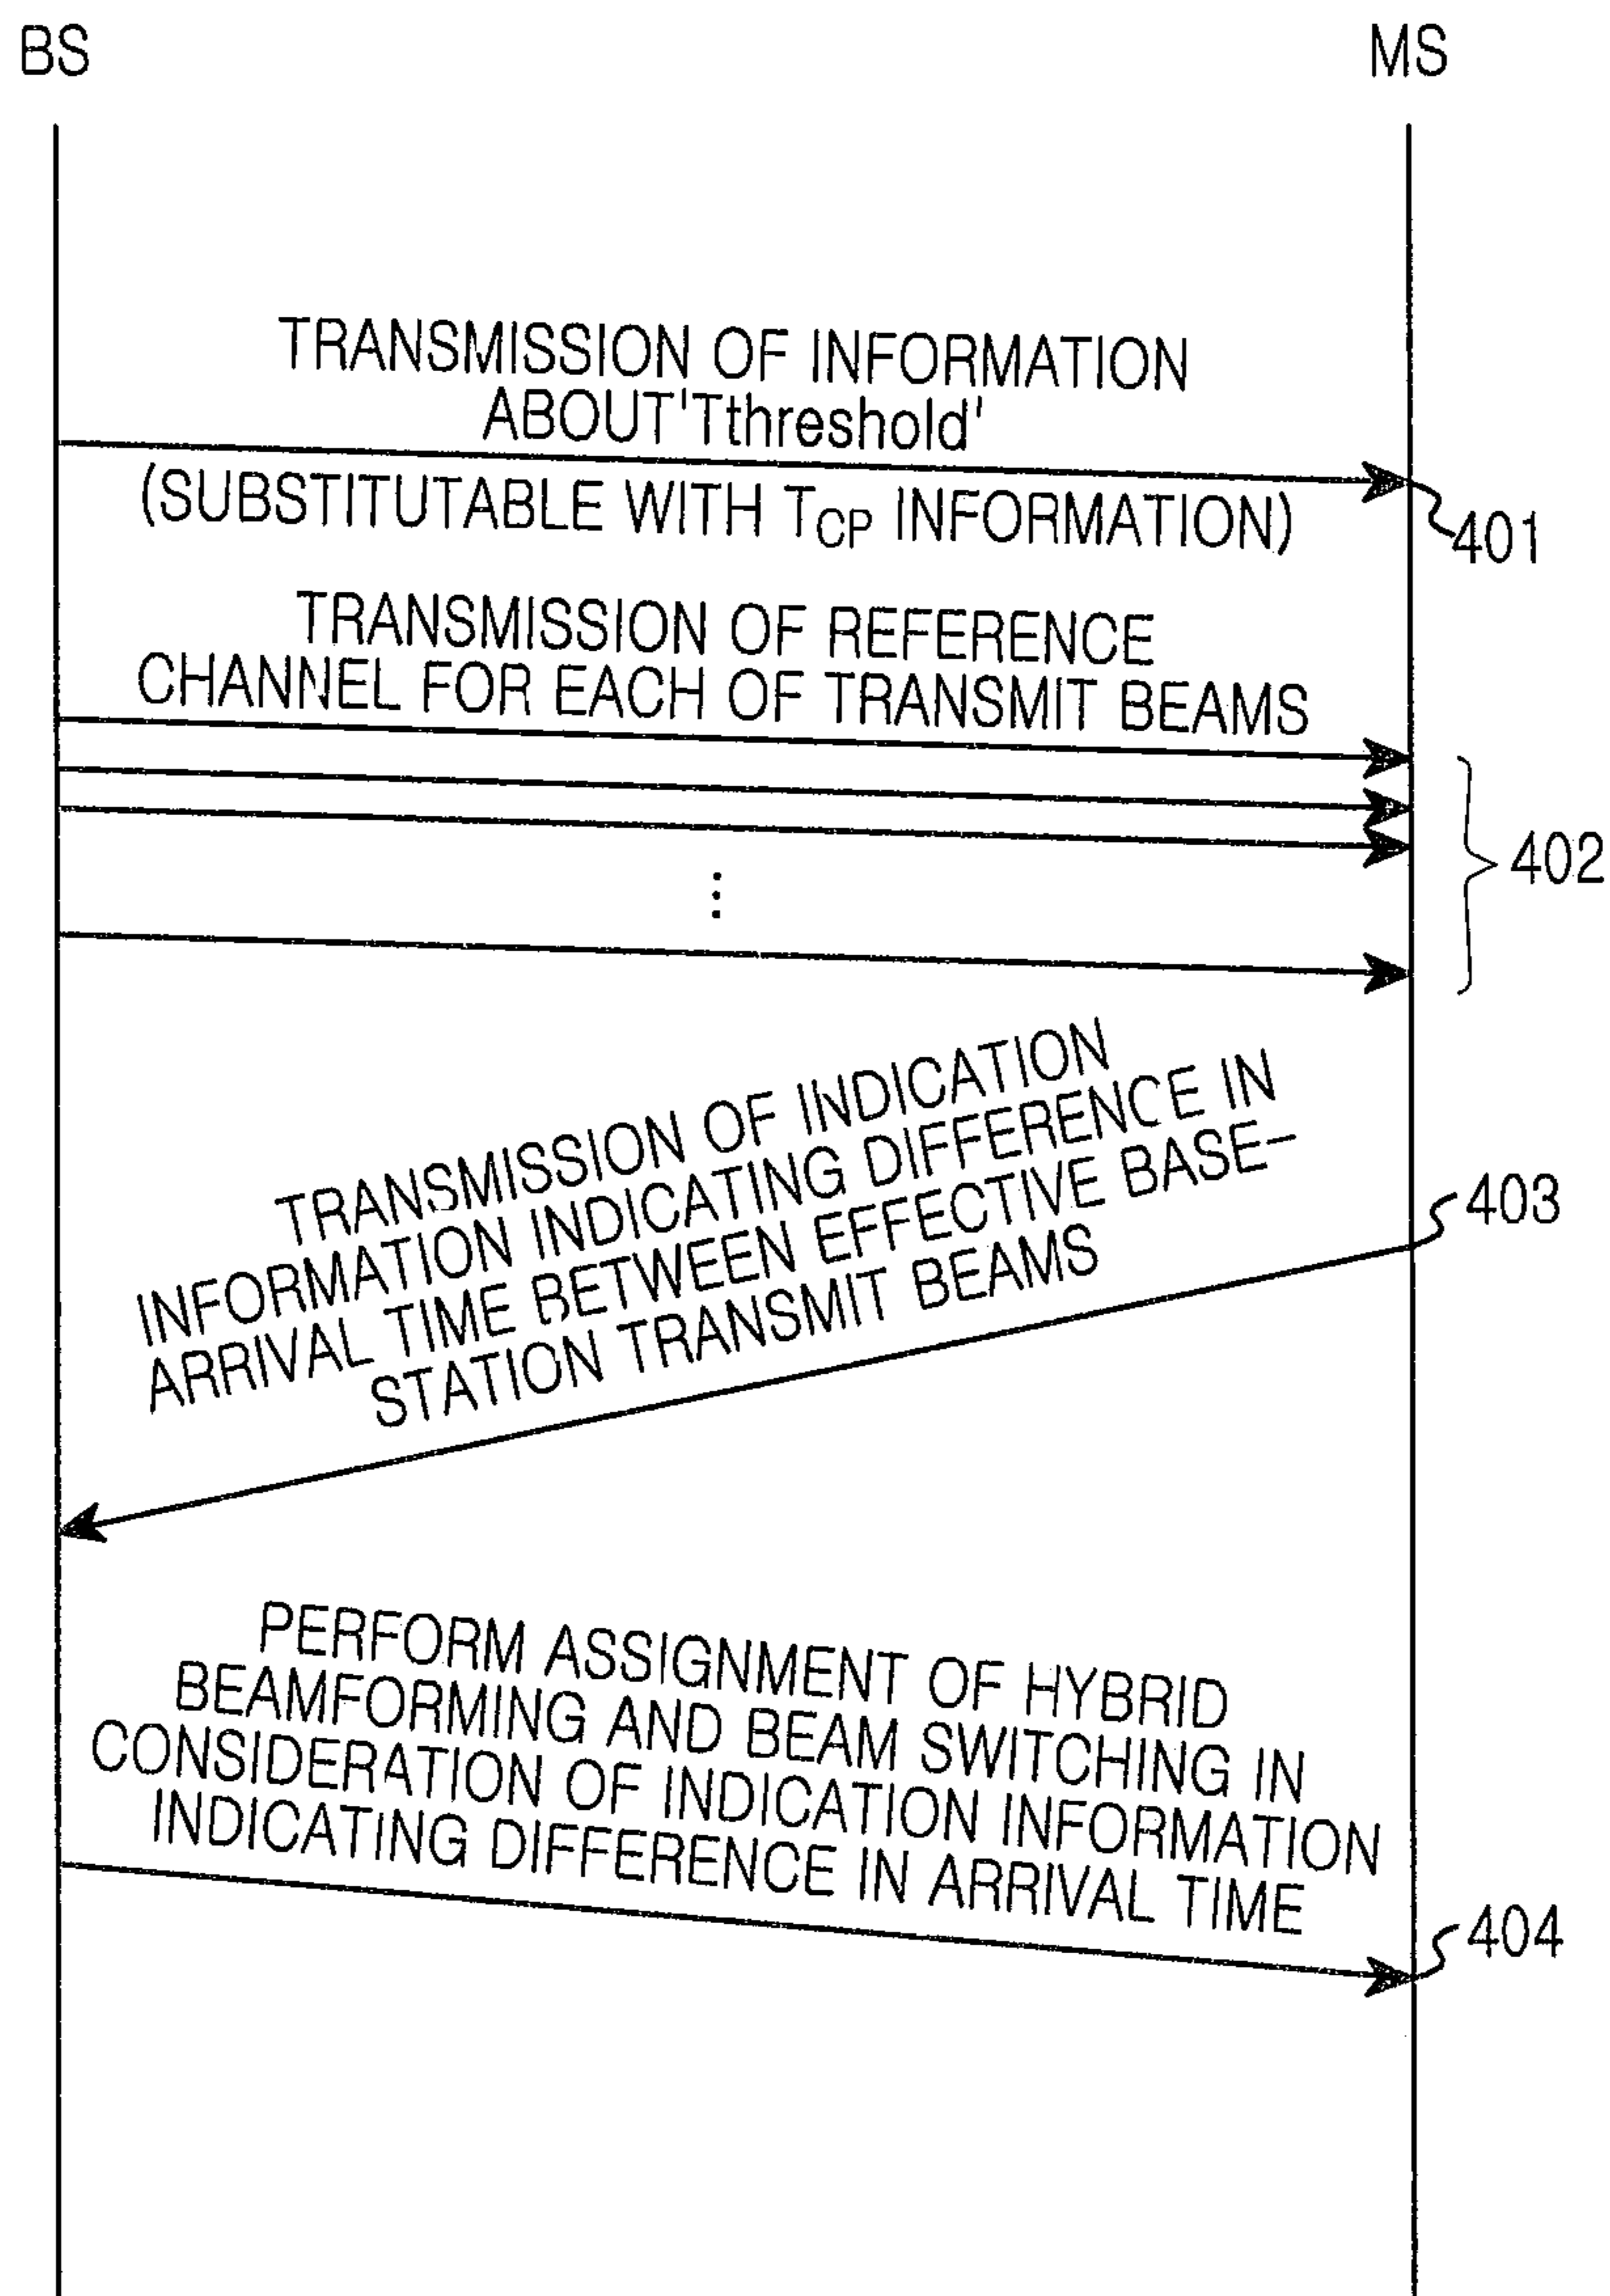 BS
MS
TRANSMISSION OF INFORMATION
ABOUT'Tthreshold'
(SUBSTITUTABLE WITH TCP INFORMATION)
401
TRANSMISSION OF REFERENCE
CHANNEL FOR EACH OF TRANSMIT BEAMS
402
TRANSMISSION OF INDICATION
INFORMATION INDICATING DIFFERENCE IN
ARRIVAL TIME BETWEEN EFFECTIVE BASE-
STATION TRANSMIT BEAMS
403
PERFORM ASSIGNMENT OF HYBRID
BEAMFORMING AND BEAM SWITCHING IN
CONSIDERATION OF INDICATION INFORMATION
INDICATING DIFFERENCE IN ARRIVAL TIME
404